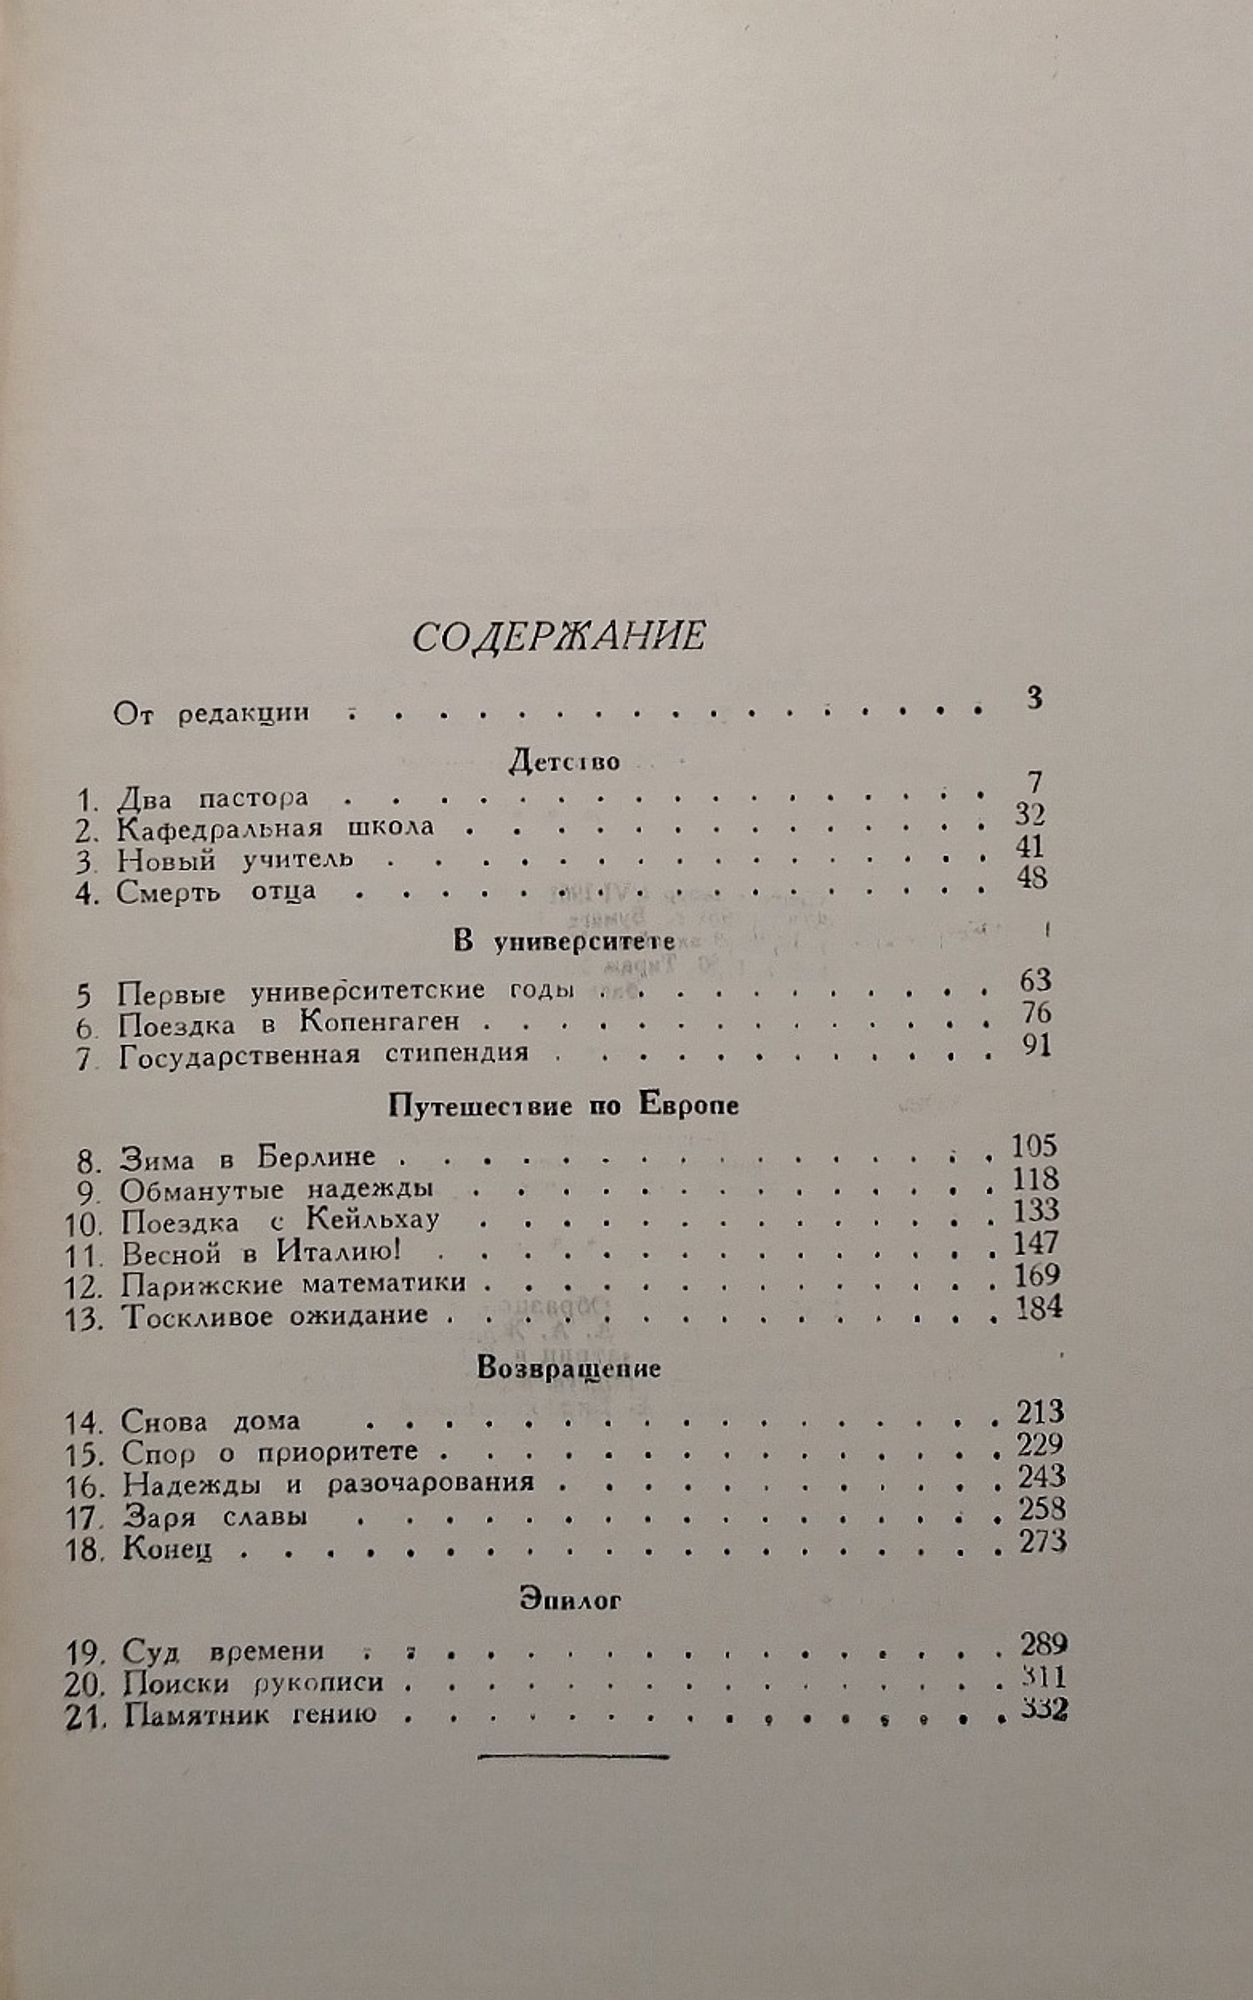 СОДЕРЖАНИЕ
От редакции . . . . . . . . . . . . . . . . 3
Детство
1. Два пастора . . . . . . . . . . . . . . . . 7
2. Кафедральная школа . . . . . . . . . . . . . . 32
3. Новый учитель . . . . . . . . . . . . . . . . 41
4. Смерть отца . . . . . . . . . . . . . . . . 48
В университете
5 Первые университетские годы . . . . . . . . . . . 63
6. Поездка в Копенгаген . . . . . . . . . . . . . . 76
7. Государственная стипендия . . . . . . . . . . . . 91
Путешествие по Европе
8. Зима в Берлине . . . . . . . . . . . . . . . . 105
9. Обманутые надежды . . . . . . . . . . . . . . 118
10. Поездка с Кейльхау . . . . . . . . . . . . . . 133
11. Весной в Италию! . . . . . . . . . . . . . . . 147
12. Парижские математики . . . . . . . . . . . . . . 169
13. Тоскливое ожидание . . . . . . . . . . . . . . . 184
Возвращение
14. Снова дома . . . . . . . . . . . . . . . . . 213
15. Спор о приоритете . . . . . . . . . . . . . . . 229
16. Надежды и разочарования . . . . . . . . . . . . 243
17. Заря славы . . . . . . . . . . . . . . . . . 258
18. Конец . . . . . . . . . . . . . . . . . . . . 273
Эпилог
19. Суд времени . . . . . . . . . . . . . . . . . 289
20. Поиски рукописи . . . . . . . . . . . . . . . . 311
21. Памятник гению . . . . . . . . . . . . . . . . 332